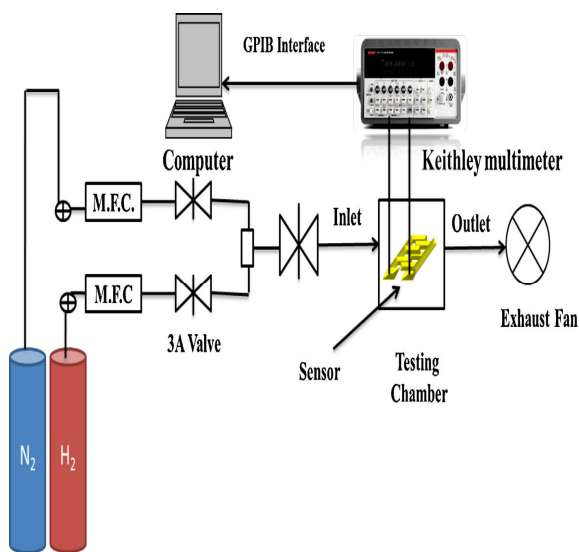 GPIB Interface
Computer
Keithley multimeter
M.F.C.
Inlet
Outlet
M.F.C
3A Valve
Exhaust Fan
Sensor
Testing
Chamber
N₂
H₂